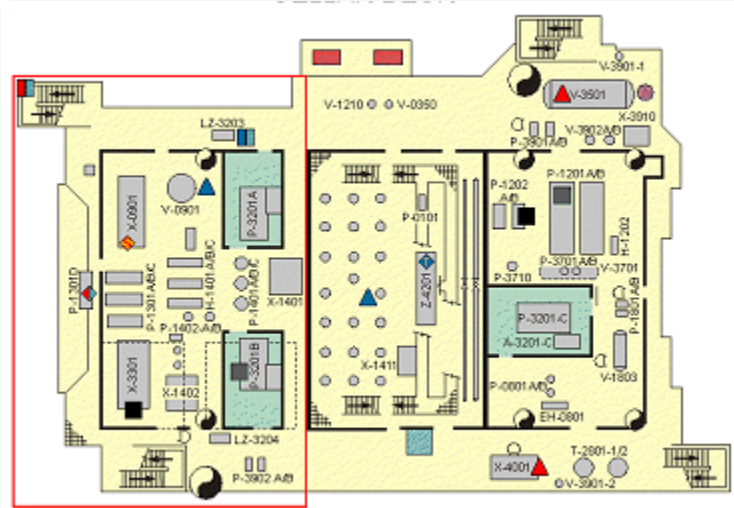 V-3901-1
V-3501
V-1210
V-0350
X-3910
LZ-3203
P-3901A/B
V-3902A/B
P-1201A/B
P-1202
A/B
X-0901
V-0901
P-3201A
P-0101
H-1202
P-1301D
P-1301A/B/C
H-1401A/B/C
P-1401A/B/C
X-1401
Z-4201
P-3701A/B
V-3701
P-3710
P-1801A/B
P-1402-A/B
P-3201-C
A-3201-C
X-3301
X-1402
P-3201B
X-1411
V-1803
P-0801A/B
EH-0801
LZ-3204
P-3902 A/B
X-4001
T-2801-1/2
V-3901-2